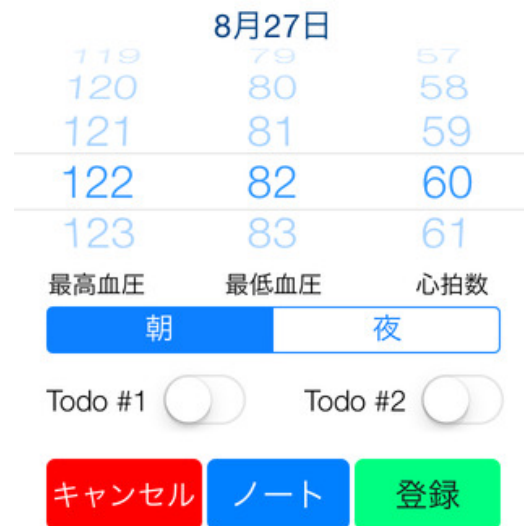 8月27日
119 79 57
120 80 58
121 81 59
122 82 60
123 83 61
最高血圧 最低血圧 心拍数
朝 夜
Todo #1 Todo #2
キャンセル ノート 登録